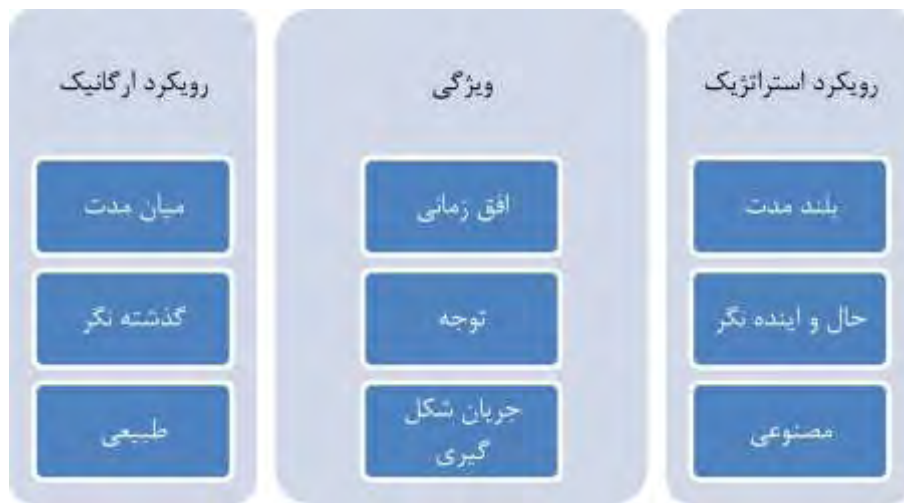 رویکرد استراتژیک
ویژگی
رویکرد ارگانیک
بلند مدت
افق زمانی
میان مدت
حال و اینده نگر
توجه
گذشته نگر
مصنوعی
جریان شکل
گیری
طبیعی